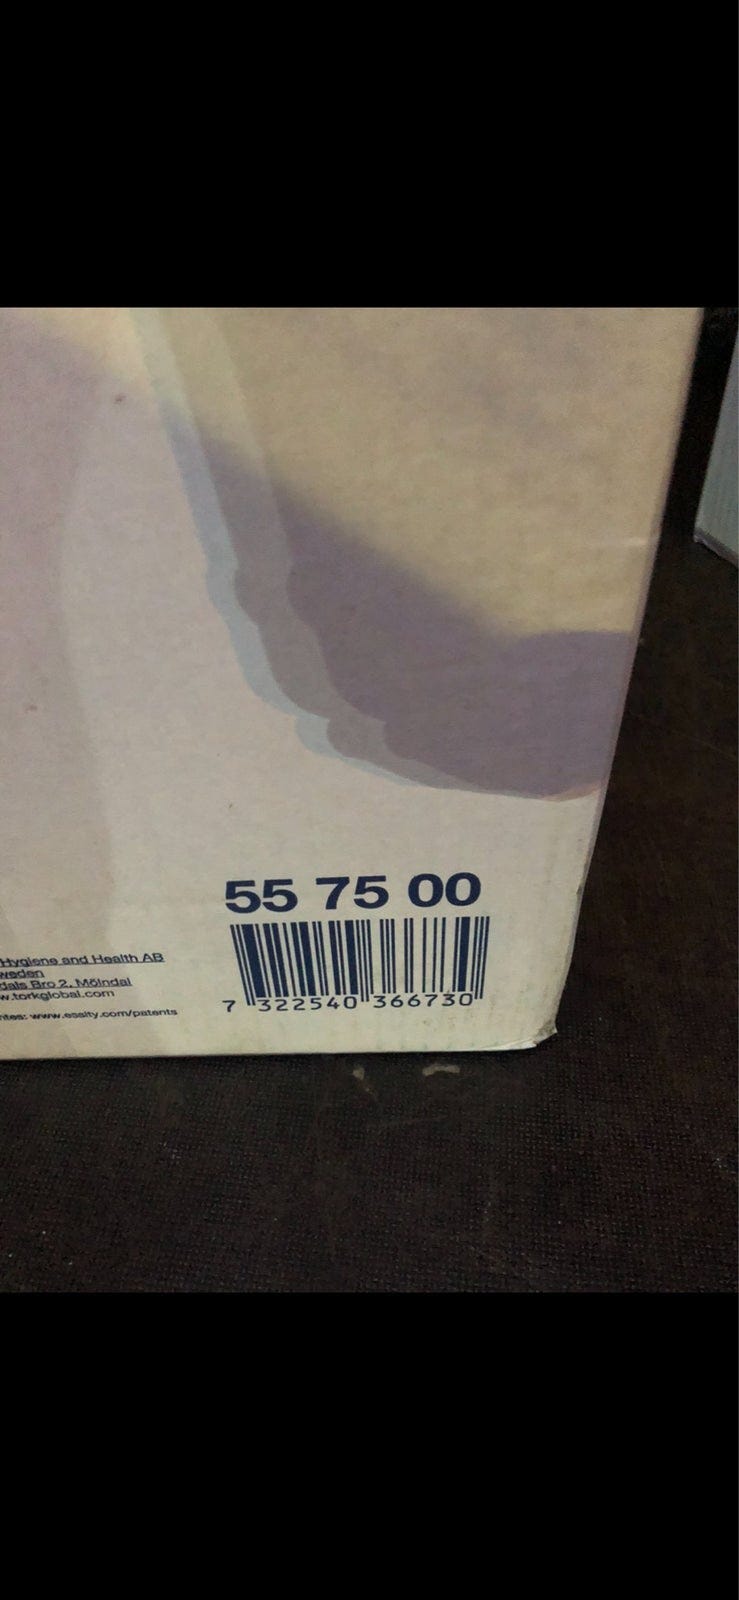 55 75 00
Hygiene and Health AB
weden
dals Bro 2, Mölndal
w.torkglobal.com
ntes: www.essity.com/patents
7 322540 366730